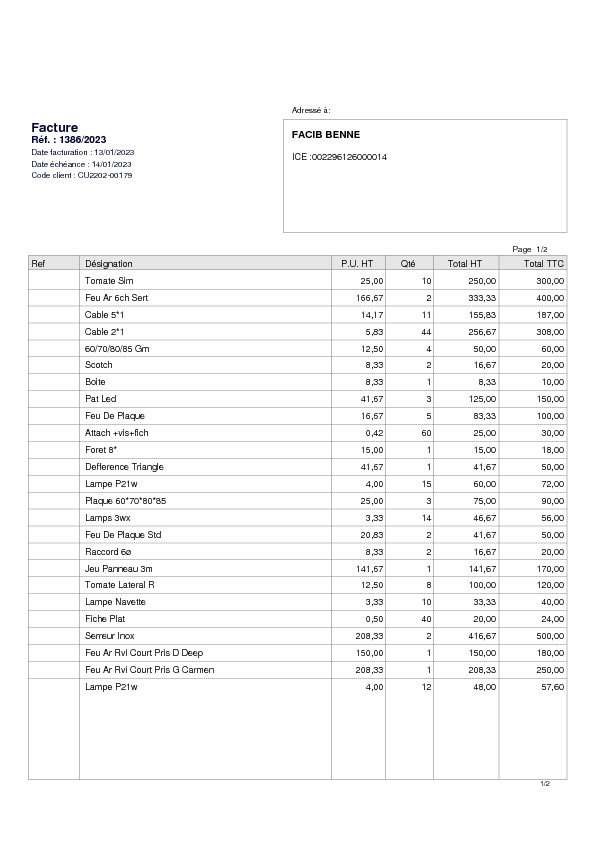 Adressé à:
Facture
Réf. : 1386/2023
Date facturation : 13/01/2023
Date échéance : 14/01/2023
Code client : CU2202-00179
FACIB BENNE
ICE :002296126000014
Page 1/2
Ref Désignation P.U. HT Qté Total HT Total TTC
Tomate Sim 25,00 10 250,00 300,00
Feu Ar 6ch Sert 166,67 2 333,33 400,00
Cable 5*1 14,17 11 155,83 187,00
Cable 2*1 5,83 44 256,67 308,00
60/70/80/85 Gm 12,50 4 50,00 60,00
Scotch 8,33 2 16,67 20,00
Boite 8,33 1 8,33 10,00
Pat Led 41,67 3 125,00 150,00
Feu De Plaque 16,67 5 83,33 100,00
Attach +vis+fich 0,42 60 25,00 30,00
Foret 8* 15,00 1 15,00 18,00
Defference Triangle 41,67 1 41,67 50,00
Lampe P21w 4,00 15 60,00 72,00
Plaque 60*70*80*85 25,00 3 75,00 90,00
Lamps 3wx 3,33 14 46,67 56,00
Feu De Plaque Std 20,83 2 41,67 50,00
Raccord 6ø 8,33 2 16,67 20,00
Jeu Panneau 3m 141,67 1 141,67 170,00
Tomate Lateral R 12,50 8 100,00 120,00
Lampe Navette 3,33 10 33,33 40,00
Fiche Plat 0,50 40 20,00 24,00
Serreur Inox 208,33 2 416,67 500,00
Feu Ar Rvi Court Pris D Deep 150,00 1 150,00 180,00
Feu Ar Rvi Court Pris G Carmen 208,33 1 208,33 250,00
Lampe P21w 4,00 12 48,00 57,60
1/2